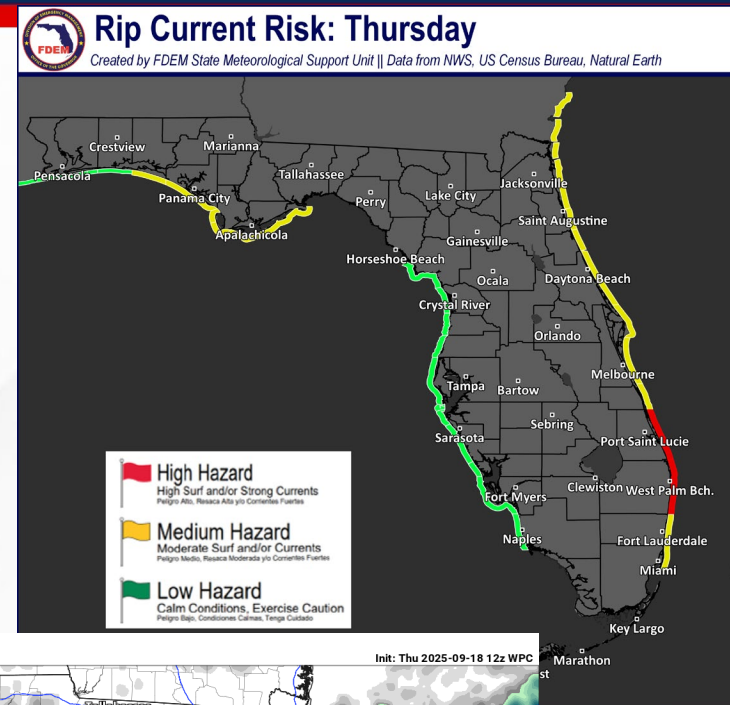 FDEM
Rip Current Risk: Thursday
Created by FDEM State Meteorological Support Unit || Data from NWS, US Census Bureau, Natural Earth
Crestview
Marianna
Pensacola
Tallahassee
Jacksonville
Panama City
Perry
Lake City
Saint Augustine
Apalachicola
Gainesville
Horseshoe Beach
Ocala
Daytona Beach
Crystal River
Orlando
Melbourne
Tampa
Bartow
Sebring
Sarasota
Port Saint Lucie
High Hazard
High Surf and/or Strong Currents
Peligro Alto, Resaca Alta y/o Corrientes Fuertes
Fort Myers
Clewiston
West Palm Bch.
Medium Hazard
Moderate Surf and/or Currents
Peligro Medio, Resaca Moderada y/o Corrientes Fuertes
Naples
Fort Lauderdale
Miami
Low Hazard
Calm Conditions, Exercise Caution
Peligro Bajo, Condiciones Calmas, Tenga Cuidado
Key Largo
Marathon
st
Init: Thu 2025-09-18 12z WPC